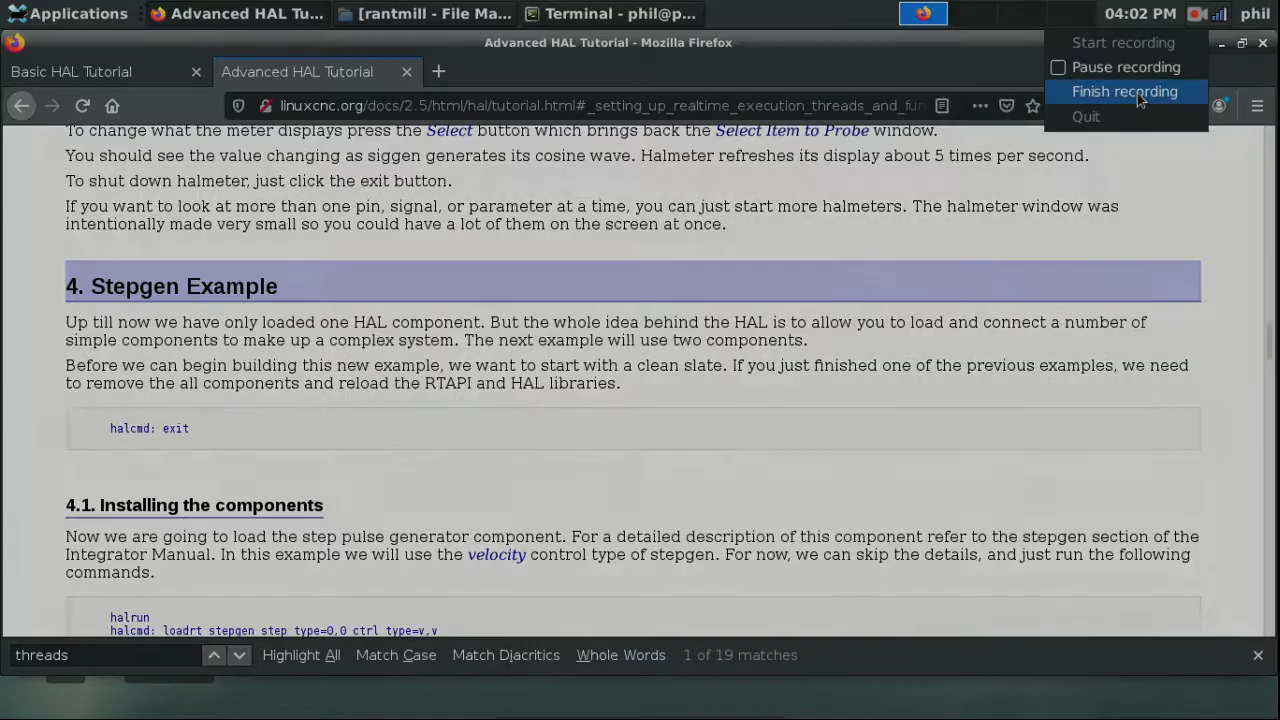 Applications
Advanced HAL Tu...
[rantmill - File Ma...
Terminal - phil@p...
04:02 PM
phil
Advanced HAL Tutorial - Mozilla Firefox
Start recording
Pause recording
Finish recording
Quit
Basic HAL Tutorial
Advanced HAL Tutorial
linuxcnc.org/docs/2.5/html/hal/tutorial.html#_setting_up_realtime_execution_threads_and_fun
To change what the meter displays press the Select button which brings back the Select Item to Probe window.
You should see the value changing as siggen generates its cosine wave. Halmeter refreshes its display about 5 times per second.
To shut down halmeter, just click the exit button.
If you want to look at more than one pin, signal, or parameter at a time, you can just start more halmeters. The halmeter window was
intentionally made very small so you could have a lot of them on the screen at once.
4. Stepgen Example
Up till now we have only loaded one HAL component. But the whole idea behind the HAL is to allow you to load and connect a number of
simple components to make up a complex system. The next example will use two components.
Before we can begin building this new example, we want to start with a clean slate. If you just finished one of the previous examples, we need
to remove the all components and reload the RTAPI and HAL libraries.
halcmd: exit
4.1. Installing the components
Now we are going to load the step pulse generator component. For a detailed description of this component refer to the stepgen section of the
Integrator Manual. In this example we will use the velocity control type of stepgen. For now, we can skip the details, and just run the following
commands.
halrun
halcmd: loadrt stepgen step_type=0,0 ctrl_type=v,v
threads
Highlight All
Match Case
Match Diacritics
Whole Words
1 of 19 matches